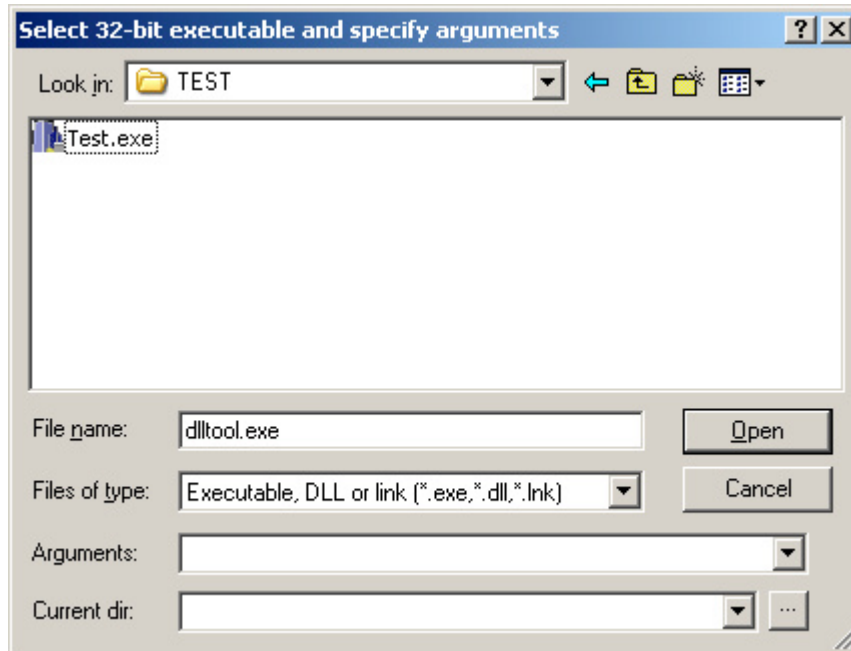 Select 32-bit executable and specify arguments
Look in: TEST
Test.exe
File name: dlltool.exe Open
Files of type: Executable, DLL or link (*.exe,*.dll,*.lnk) Cancel
Arguments:
Current dir: ...